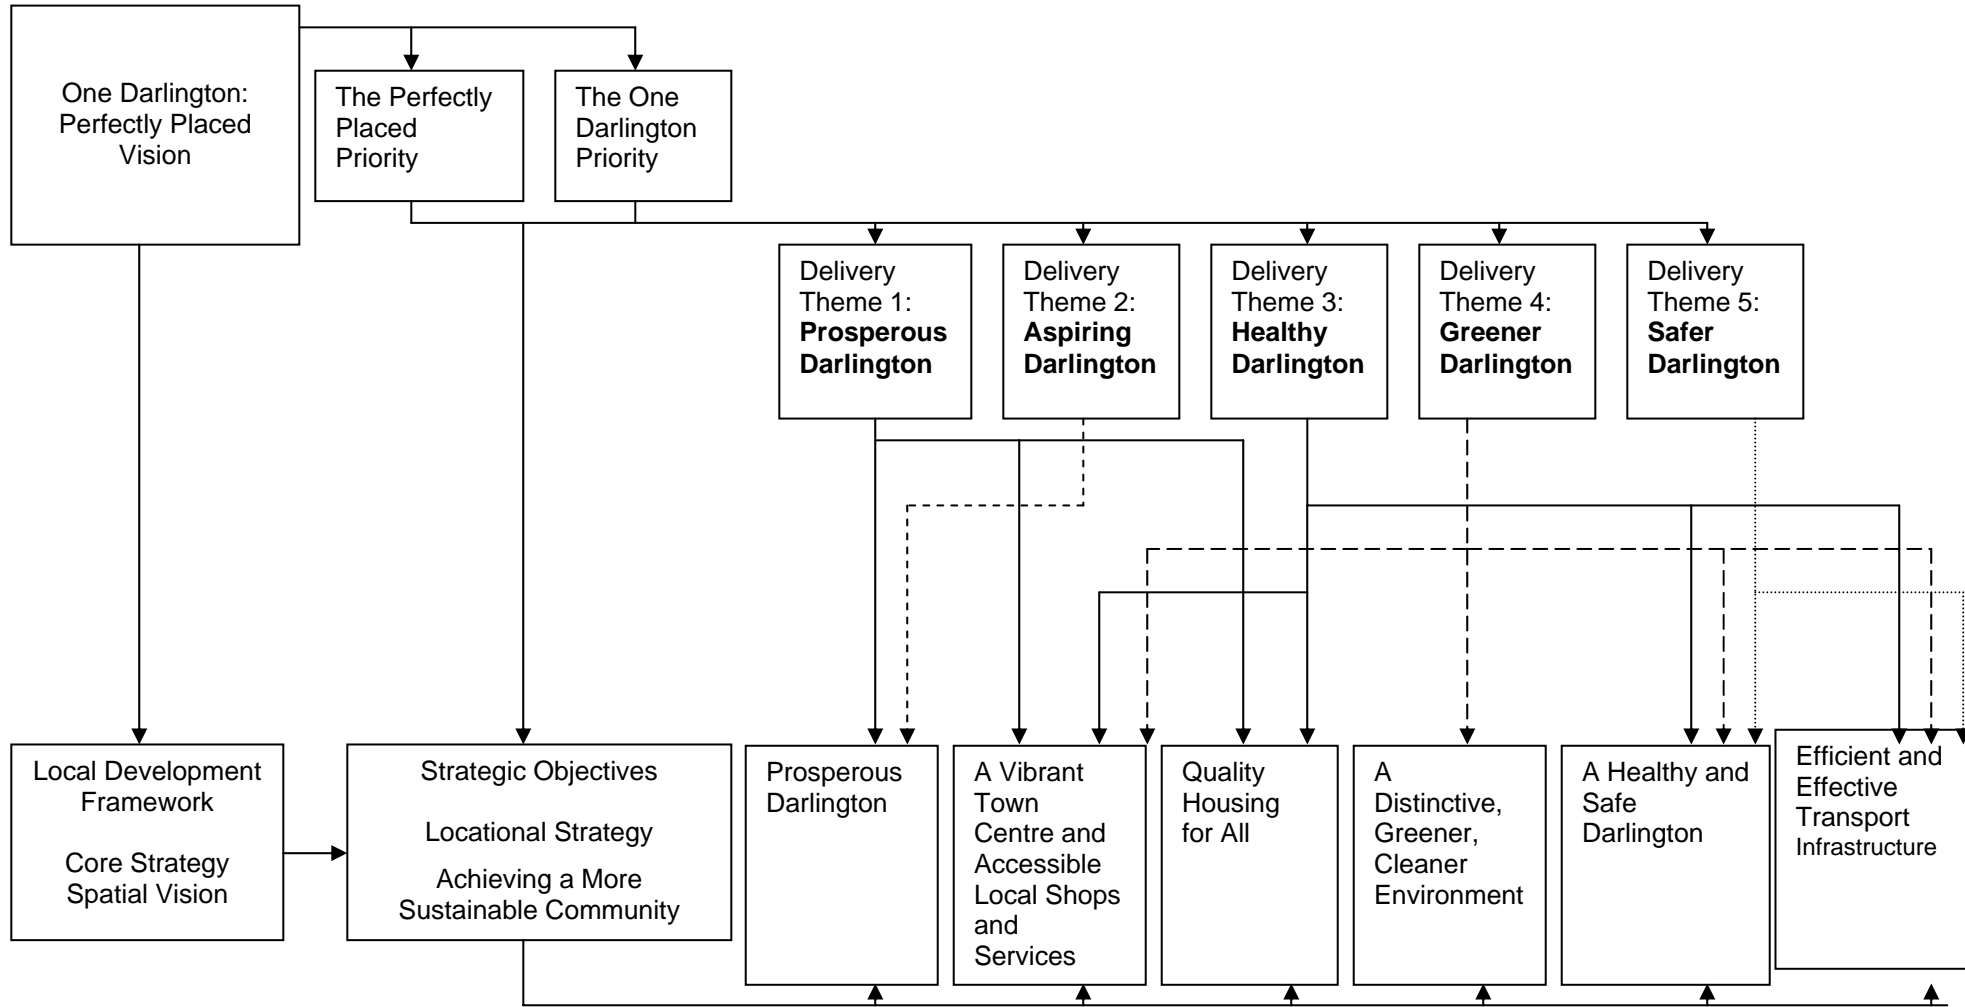 One Darlington:
Perfectly Placed
Vision
The Perfectly
Placed
Priority
The One
Darlington
Priority
Delivery
Theme 1:
Prosperous
Darlington
Delivery
Theme 2:
Aspiring
Darlington
Delivery
Theme 3:
Healthy
Darlington
Delivery
Theme 4:
Greener
Darlington
Delivery
Theme 5:
Safer
Darlington
Local Development
Framework
Core Strategy
Spatial Vision
Strategic Objectives
Locational Strategy
Achieving a More
Sustainable Community
Prosperous
Darlington
A Vibrant
Town
Centre and
Accessible
Local Shops
and
Services
Quality
Housing
for All
A
Distinctive,
Greener,
Cleaner
Environment
A Healthy and
Safe
Darlington
Efficient and
Effective
Transport
Infrastructure